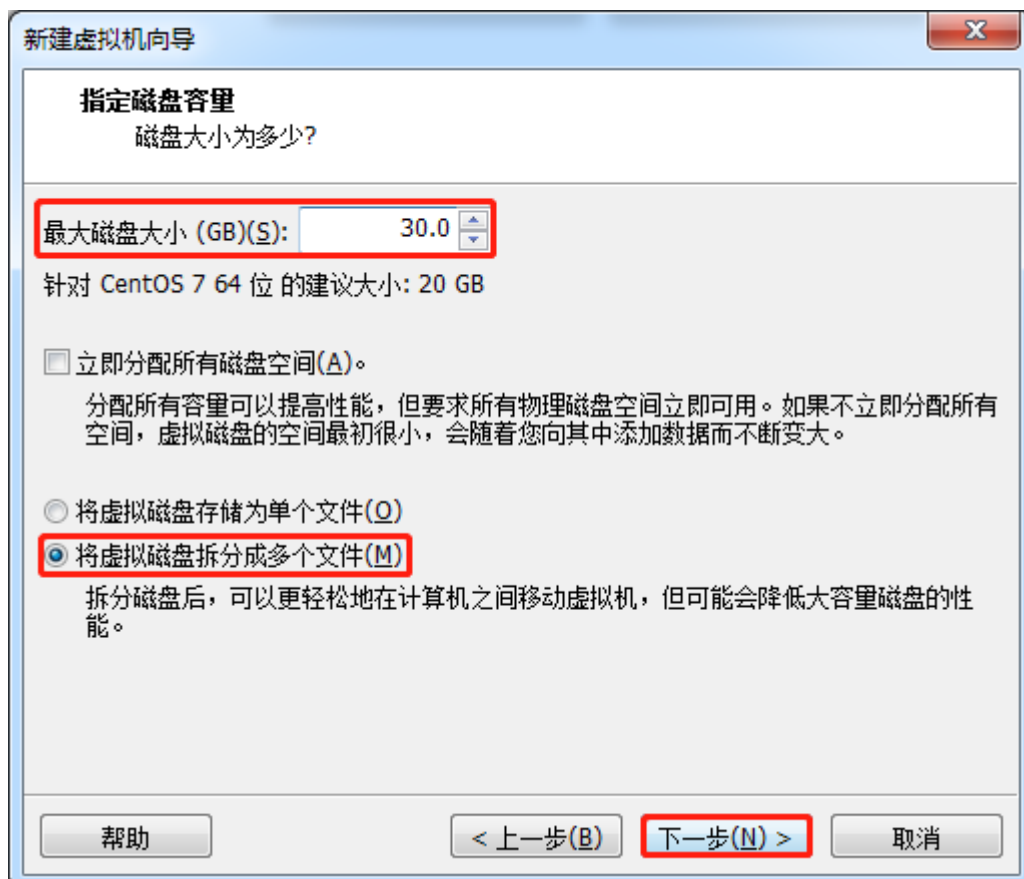 新建虚拟机向导
指定磁盘容量
磁盘大小为多少?
最大磁盘大小 (GB)(S): 30.0
针对 CentOS 7 64 位 的建议大小: 20 GB
立即分配所有磁盘空间(A)。
分配所有容量可以提高性能，但要求所有物理磁盘空间立即可用。如果不立即分配所有
空间，虚拟磁盘的空间最初很小，会随着您向其中添加数据而不断变大。
将虚拟磁盘存储为单个文件(O)
将虚拟磁盘拆分成多个文件(M)
拆分磁盘后，可以更轻松地在计算机之间移动虚拟机，但可能会降低大容量磁盘的性
能。
帮助 < 上一步(B) 下一步(N) > 取消